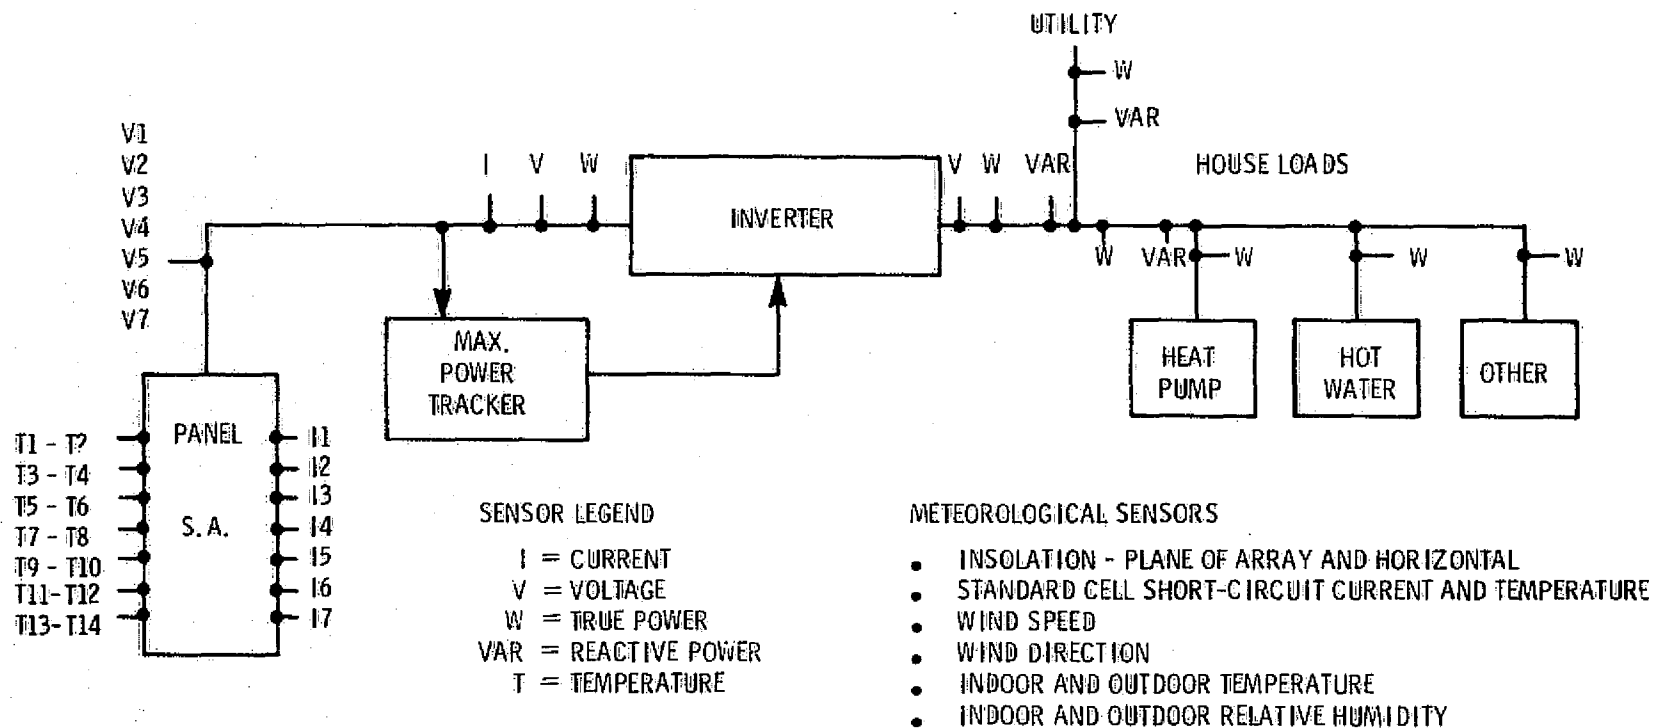 UTILITY
W
VAR
V1
V2
V3
V4
V5
V6
V7
I V W
INVERTER
V W VAR
HOUSE LOADS
W VAR W W W
MAX.
POWER
TRACKER
HEAT
PUMP
HOT
WATER
OTHER
PANEL
S.A.
T1 - T?
T3 - T4
T5 - T6
T7 - T8
T9 - T10
T11-T12
T13-T14
I1
I2
I3
I4
I5
I6
I7
SENSOR LEGEND
I = CURRENT
V = VOLTAGE
W = TRUE POWER
VAR = REACTIVE POWER
T = TEMPERATURE
METEOROLOGICAL SENSORS
• INSOLATION - PLANE OF ARRAY AND HORIZONTAL
• STANDARD CELL SHORT-CIRCUIT CURRENT AND TEMPERATURE
• WIND SPEED
• WIND DIRECTION
• INDOOR AND OUTDOOR TEMPERATURE
• INDOOR AND OUTDOOR RELATIVE HUMIDITY